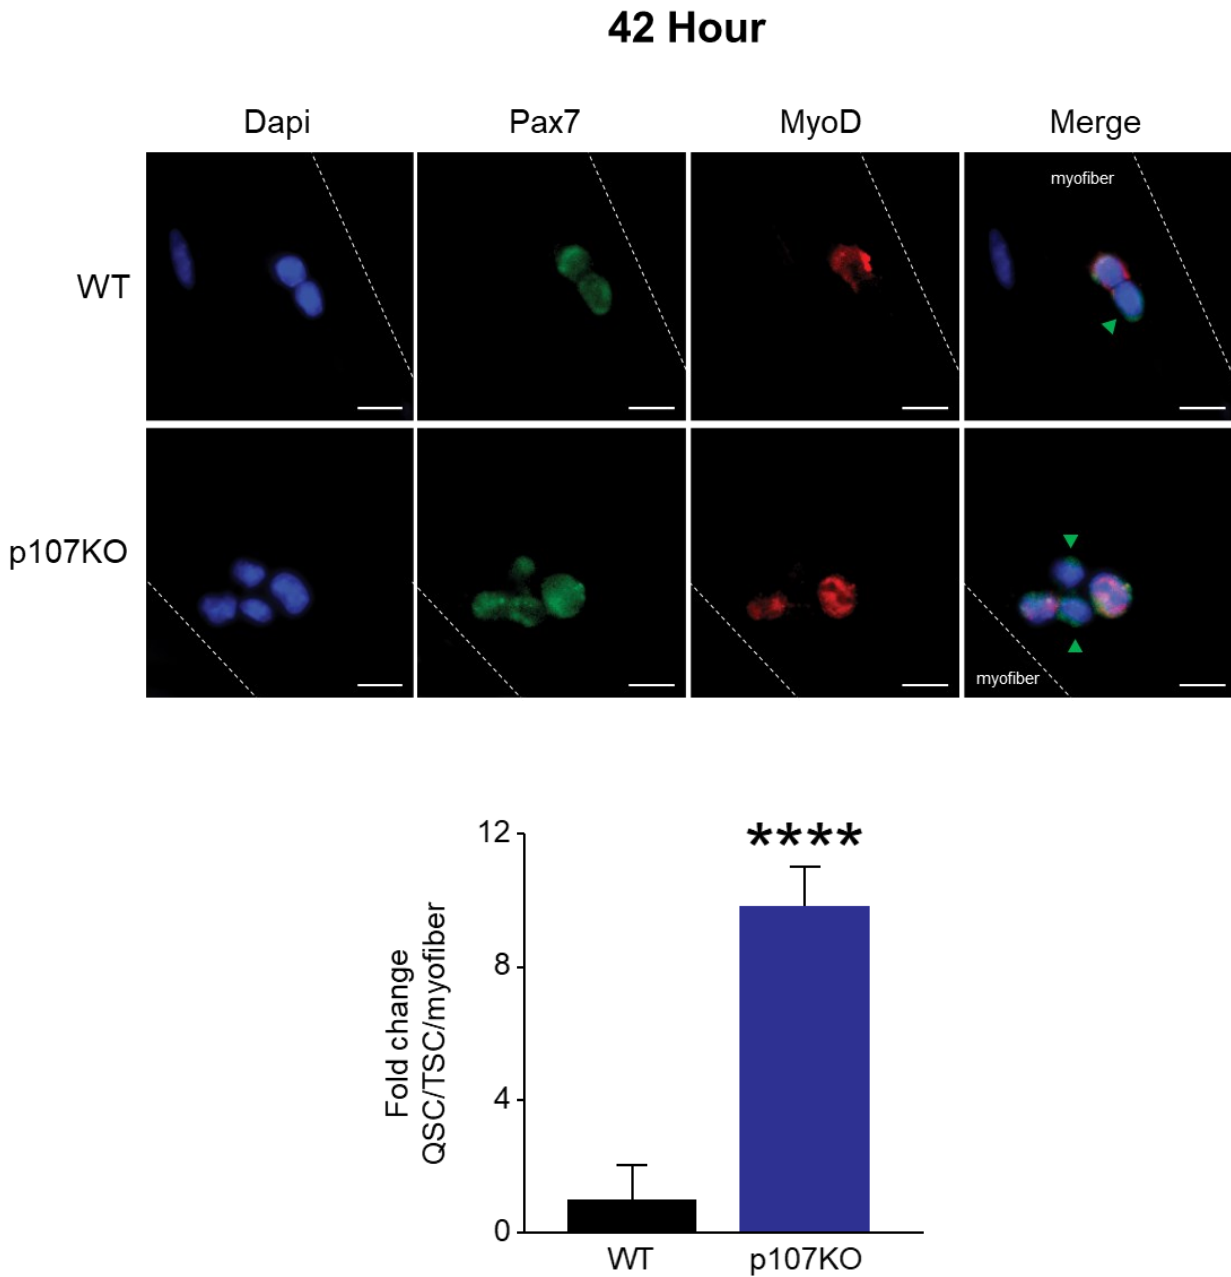 42 Hour
Dapi
Pax7
MyoD
Merge
WT
myofiber
p107KO
myofiber
12
****
8
4
0
Fold change
QSC/TSC/myofiber
WT
p107KO